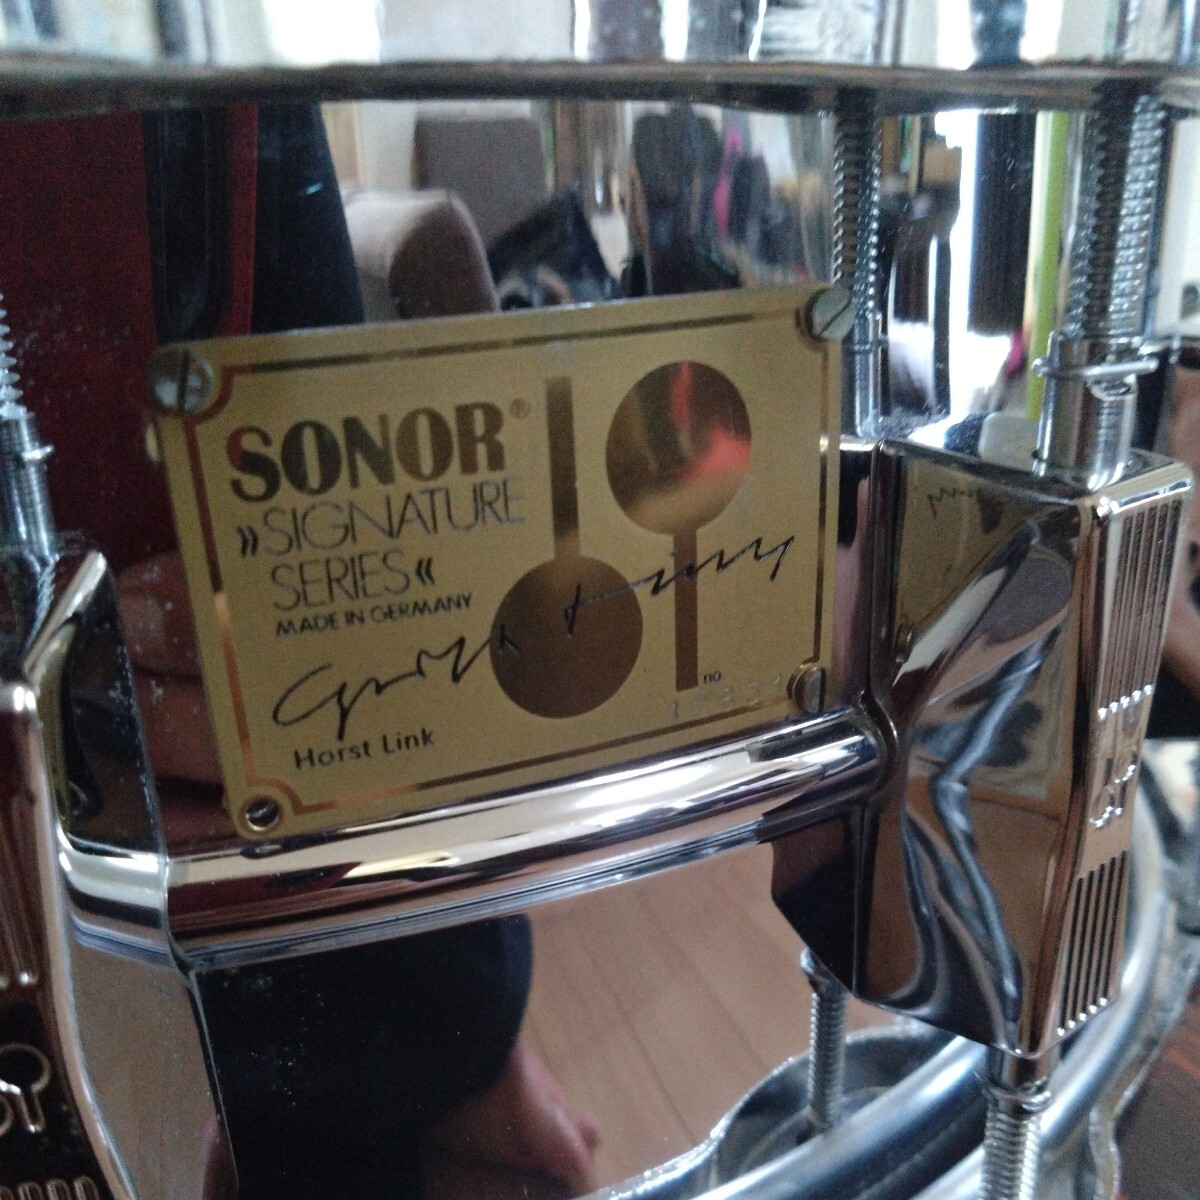 SONOR®
»SIGNATURE
SERIES«
MADE IN GERMANY
Horst Link
no.